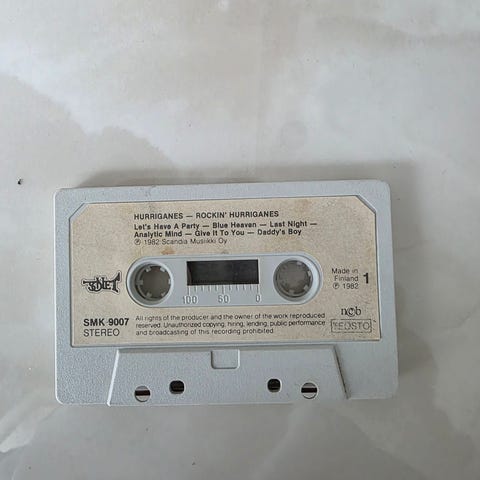 HURRIGANES — ROCKIN' HURRIGANES
Let's Have A Party — Blue Heaven — Last Night —
Analytic Mind — Give It To You — Daddy's Boy
℗ 1982 Scandia Musiikki Oy
SONET
100 50 0
Made in
Finland
℗ 1982
1
SMK 9007
STEREO
All rights of the producer and the owner of the work reproduced
reserved. Unauthorized copying, hiring, lending, public performance
and broadcasting of this recording prohibited.
ncb
TEOSTO